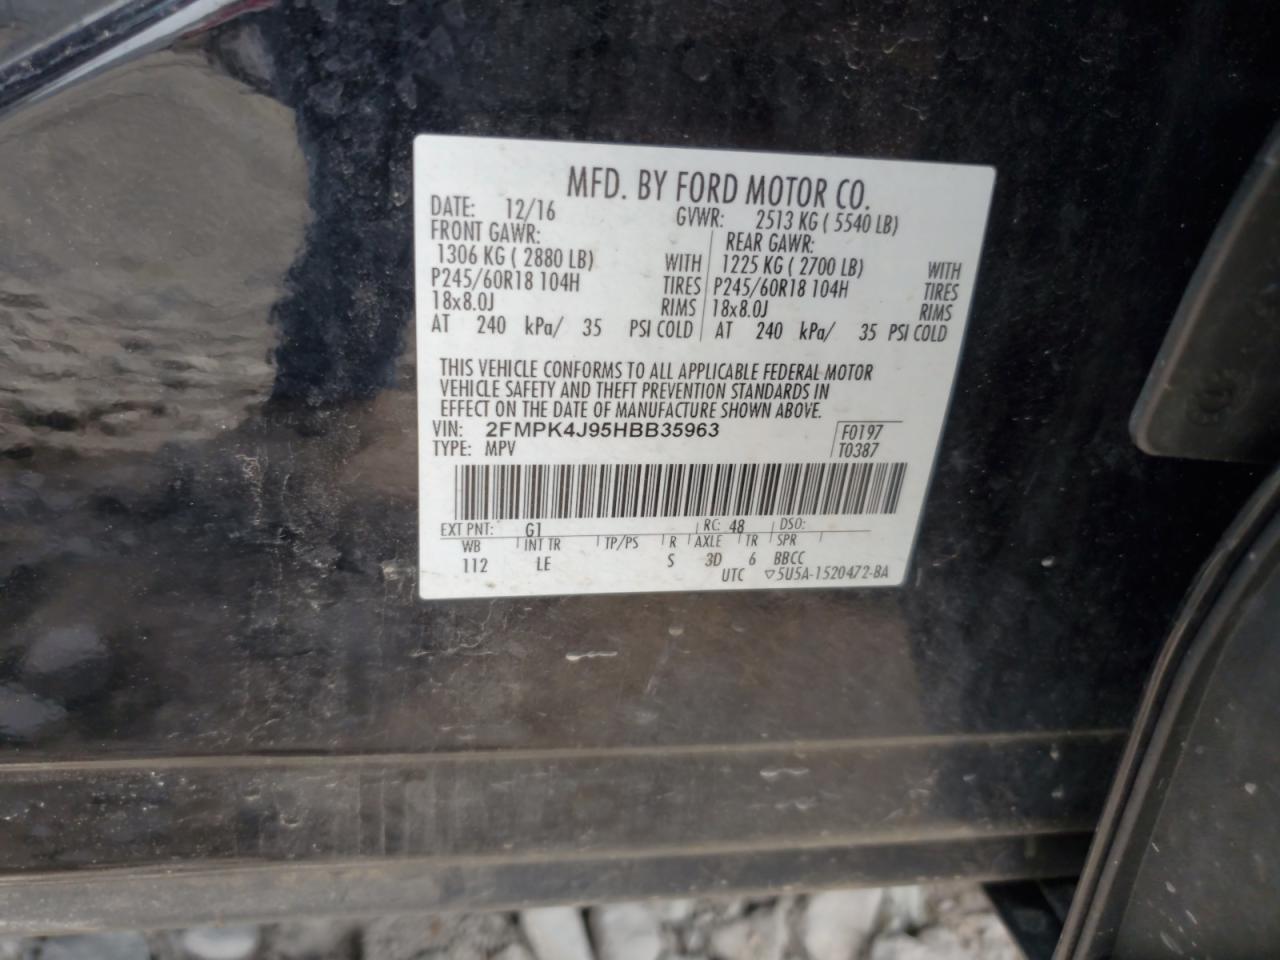 MFD. BY FORD MOTOR CO.
DATE: 12/16 GVWR: 2513 KG ( 5540 LB)
FRONT GAWR: REAR GAWR:
1306 KG ( 2880 LB) WITH 1225 KG ( 2700 LB) WITH
P245/60R18 104H TIRES P245/60R18 104H TIRES
18x8.0J RIMS 18x8.0J RIMS
AT 240 kPa/ 35 PSI COLD AT 240 kPa/ 35 PSI COLD
THIS VEHICLE CONFORMS TO ALL APPLICABLE FEDERAL MOTOR
VEHICLE SAFETY AND THEFT PREVENTION STANDARDS IN
EFFECT ON THE DATE OF MANUFACTURE SHOWN ABOVE.
VIN: 2FMPK4J95HBB35963 F0197
TYPE: MPV T0387
EXT PNT: G1 RC: 48 DSO:
WB INT TR TP/PS R AXLE TR SPR
112 LE S 3D 6 BBCC
UTC ▽5U5A-1520472-BA